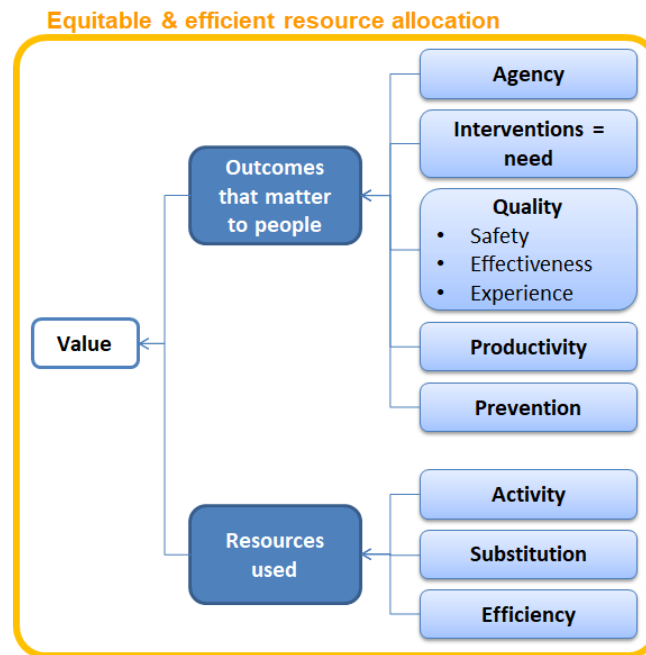 Equitable & efficient resource allocation
Agency
Interventions =
need
Outcomes
that matter
to people
Quality
• Safety
• Effectiveness
• Experience
Value
Productivity
Prevention
Activity
Resources
used
Substitution
Efficiency